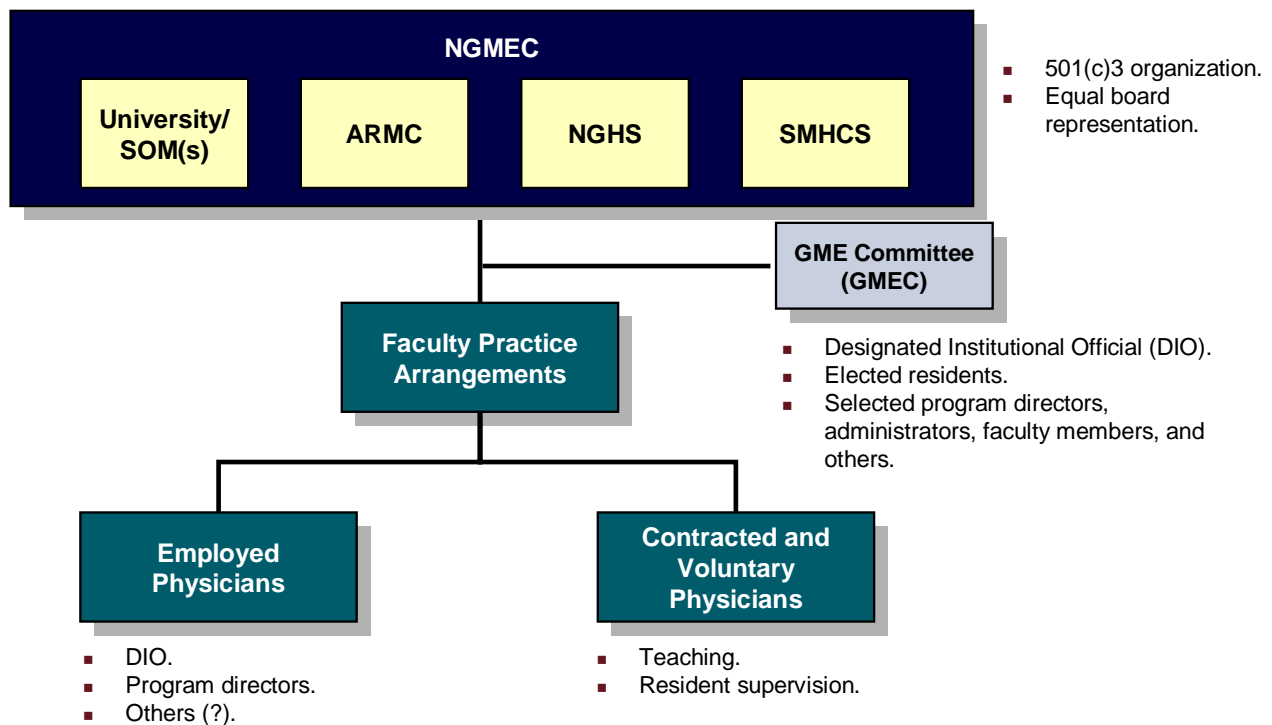 NGMEC
University/
SOM(s)
ARMC
NGHS
SMHCS
▪ 501(c)3 organization.
▪ Equal board
representation.
GME Committee
(GMEC)
▪ Designated Institutional Official (DIO).
▪ Elected residents.
▪ Selected program directors,
administrators, faculty members, and
others.
Faculty Practice
Arrangements
Employed
Physicians
▪ DIO.
▪ Program directors.
▪ Others (?).
Contracted and
Voluntary
Physicians
▪ Teaching.
▪ Resident supervision.